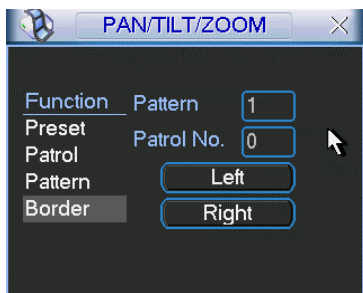 PAN/TILT/ZOOM
Function Pattern 1
Preset
Patrol No. 0
Patrol
Pattern
Left
Border
Right